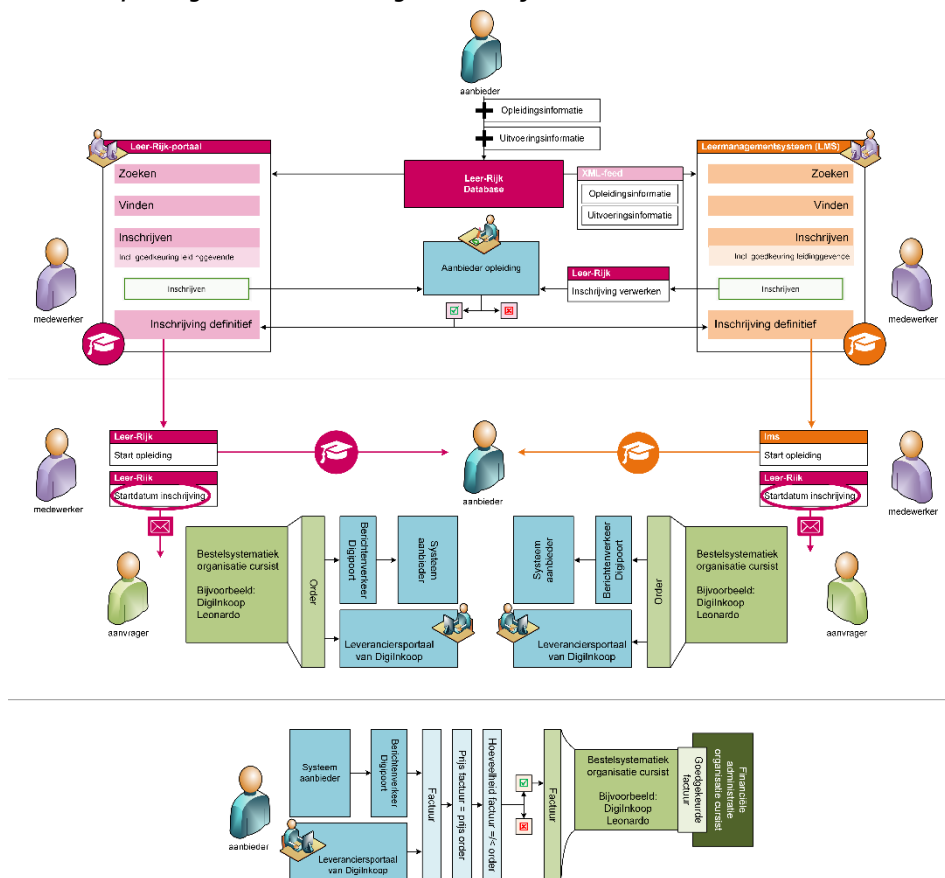 aanbieder
Opleidingsinformatie
Uitvoeringsinformatie
Leer-Rijk-portaal
Zoeken
Vinden
Inschrijven
Incl. goedkeuring leidinggevende
Inschrijven
Inschrijving definitief
medewerker
Leer-Rijk
Database
XML-feed
Opleidingsinformatie
Uitvoeringsinformatie
Aanbieder opleiding
Leer-Rijk
Inschrijving verwerken
Leermanagementsysteem (LMS)
Zoeken
Vinden
Inschrijven
Incl. goedkeuring leidinggevende
Inschrijven
Inschrijving definitief
medewerker
medewerker
Leer-Rijk
Start opleiding
Leer-Rijk
Startdatum inschrijving
aanvrager
aanbieder
lms
Start opleiding
Leer-Rijk
Startdatum inschrijving
medewerker
aanvrager
Bestelsystematiek
organisatie cursist
Bijvoorbeeld:
DigiInkoop
Leonardo
Order
Berichtenverkeer
Digipoort
Systeem
aanbieder
Leveranciersportaal
van DigiInkoop
Systeem
aanbieder
Berichtenverkeer
Digipoort
Leveranciersportaal
van DigiInkoop
Order
Bestelsystematiek
organisatie cursist
Bijvoorbeeld:
DigiInkoop
Leonardo
aanbieder
Systeem
aanbieder
Berichtenverkeer
Digipoort
Leveranciersportaal
van DigiInkoop
Factuur
Prijs factuur = prijs order
Hoeveelheid factuur =/< order
Factuur
Bestelsystematiek
organisatie cursist
Bijvoorbeeld:
DigiInkoop
Leonardo
Goedgekeurde
factuur
Financiële
administratie
organisatie cursist